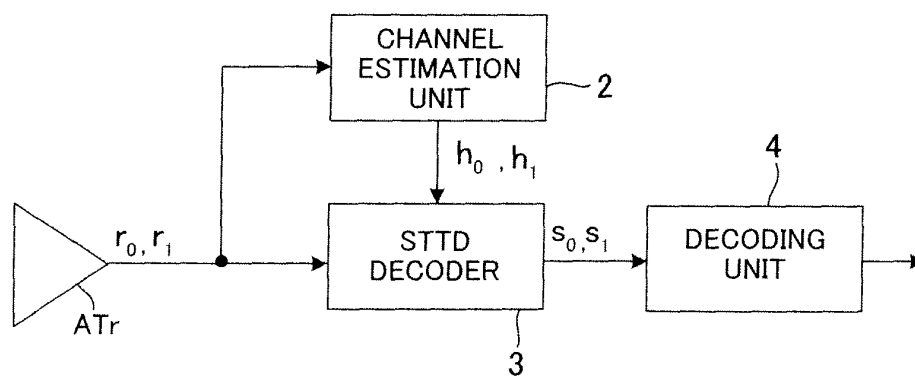 CHANNEL
ESTIMATION
UNIT
2
h₀ , h₁
4
r₀, r₁
STTD
DECODER
s₀,s₁
DECODING
UNIT
ATr
3